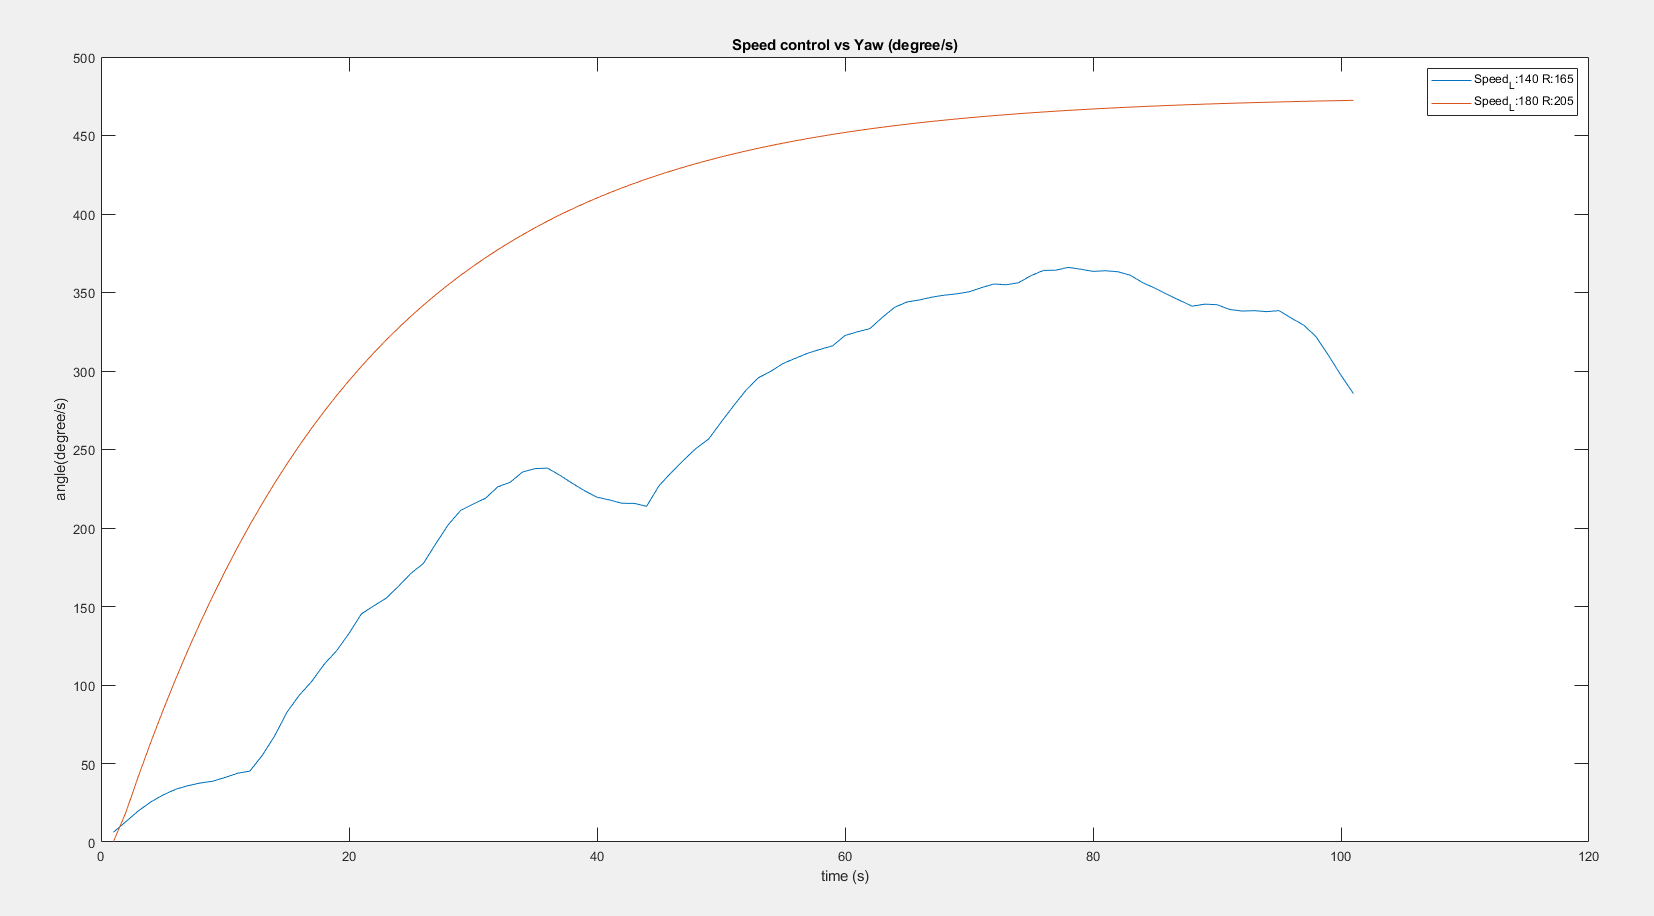 Speed control vs Yaw (degree/s)
500
450
400
350
300
250
200
150
100
50
0
angle(degree/s)
Speed_L:140 R:165
Speed_L:180 R:205
0 20 40 60 80 100 120
time (s)